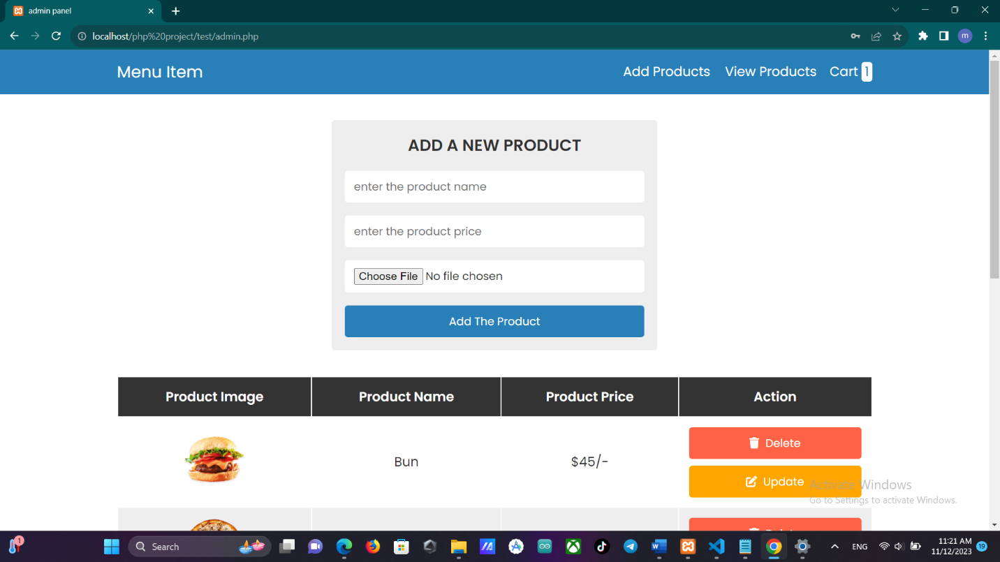 admin panel
localhost/php%20project/test/admin.php
m
Menu Item
Add Products View Products Cart 1
ADD A NEW PRODUCT
enter the product name
enter the product price
Choose File No file chosen
Add The Product
Product Image Product Name Product Price Action
Bun $45/- Delete
Update
Activate Windows
Go to Settings to activate Windows.
1 Search ENG 11:21 AM
11/12/2023 19